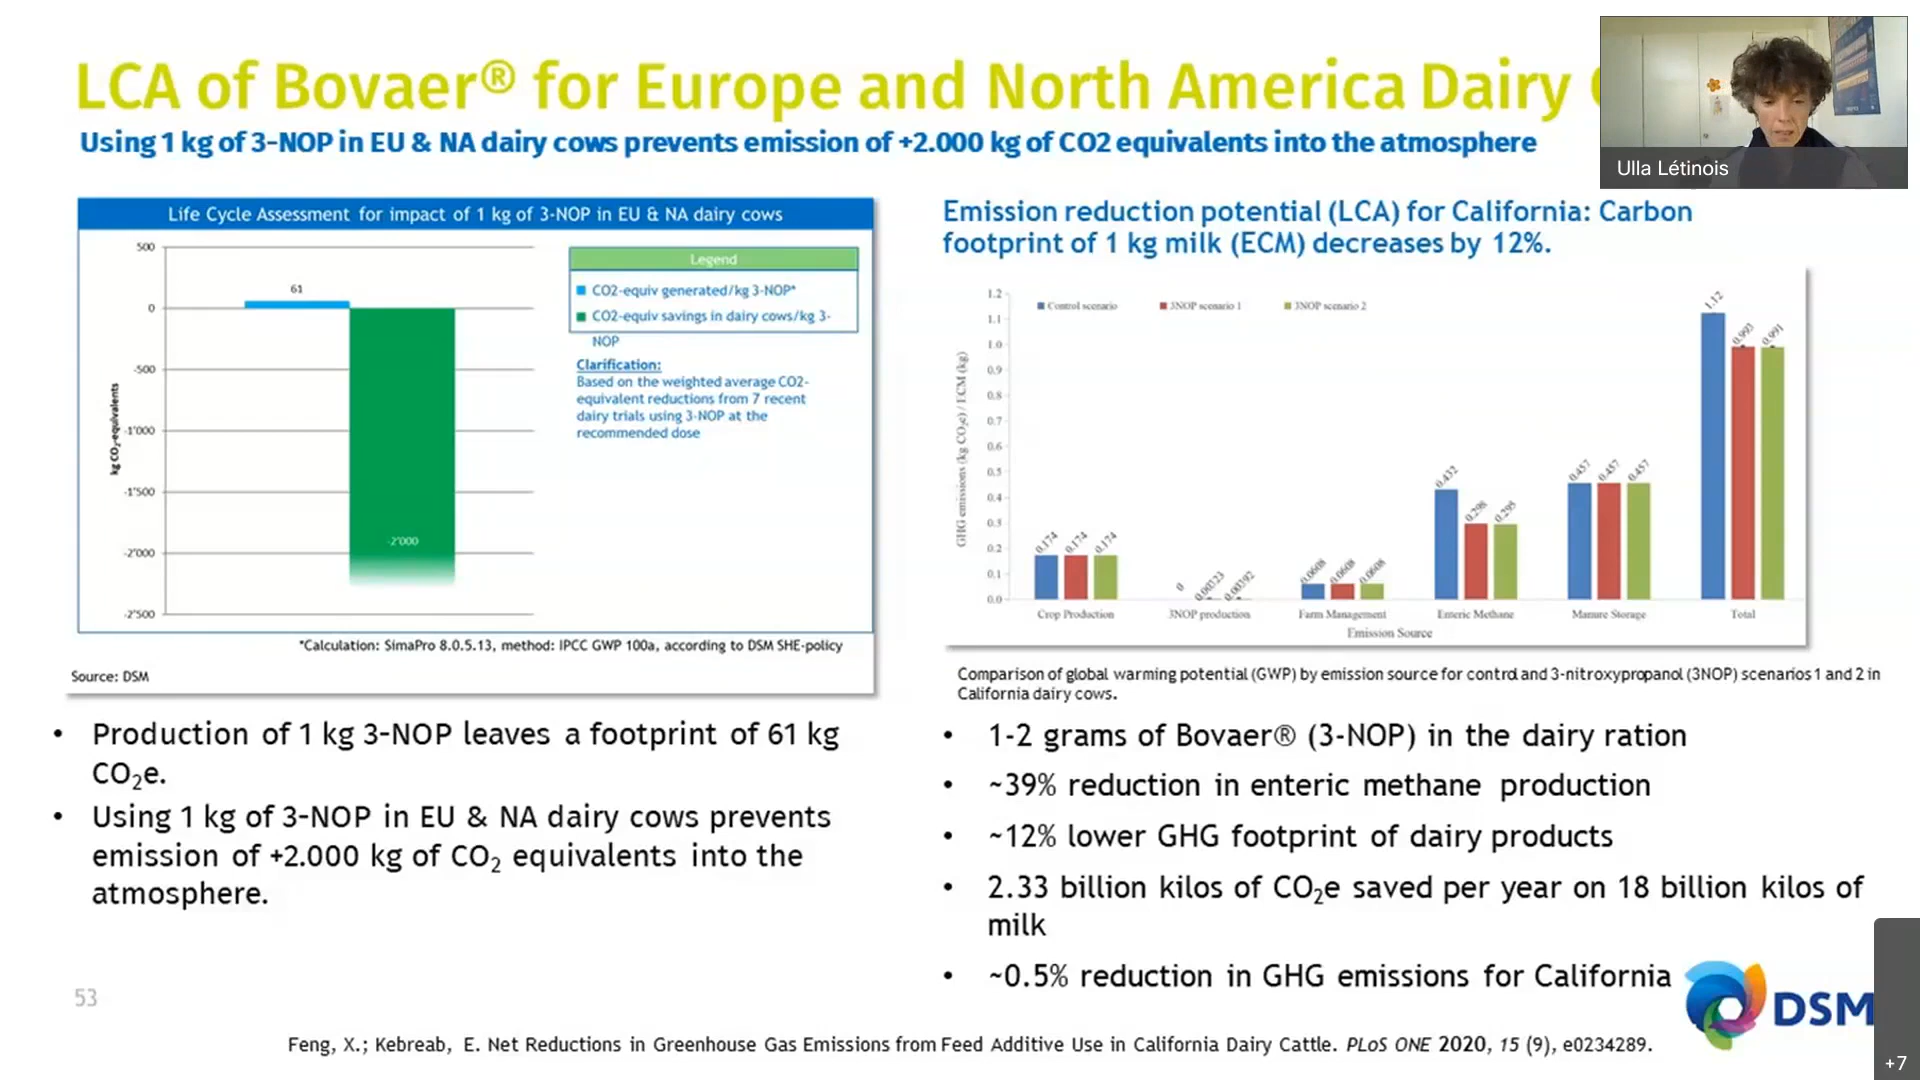 LCA of Bovaer® for Europe and North America Dairy
Using 1 kg of 3-NOP in EU & NA dairy cows prevents emission of +2.000 kg of CO2 equivalents into the atmosphere
Ulla Létinois
Life Cycle Assessment for impact of 1 kg of 3-NOP in EU & NA dairy cows
500
0
-500
-1'000
-1'500
-2'000
-2'500
kg CO₂-equivalents
61
-2'000
Legend
CO2-equiv generated/kg 3-NOP*
CO2-equiv savings in dairy cows/kg 3-
NOP
Clarification:
Based on the weighted average CO2-
equivalent reductions from 7 recent
dairy trials using 3-NOP at the
recommended dose
*Calculation: SimaPro 8.0.5.13, method: IPCC GWP 100a, according to DSM SHE-policy
Source: DSM
• Production of 1 kg 3-NOP leaves a footprint of 61 kg
CO₂e.
• Using 1 kg of 3-NOP in EU & NA dairy cows prevents
emission of +2.000 kg of CO₂ equivalents into the
atmosphere.
53
Emission reduction potential (LCA) for California: Carbon
footprint of 1 kg milk (ECM) decreases by 12%.
Control scenario 3NOP scenario 1 3NOP scenario 2
GHG emissions (kg CO₂e) / ECM (kg)
1.2
1.1
1.0
0.9
0.8
0.7
0.6
0.5
0.4
0.3
0.2
0.1
0.0
0.174 0.174 0.174
0 0.00323 0.00392
0.0608 0.0608 0.0608
0.432 0.298 0.295
0.457 0.457 0.457
1.12 0.993 0.991
Crop Production 3NOP production Farm Management Enteric Methane Manure Storage Total
Emission Source
Comparison of global warming potential (GWP) by emission source for control and 3-nitroxypropanol (3NOP) scenarios 1 and 2 in
California dairy cows.
• 1-2 grams of Bovaer® (3-NOP) in the dairy ration
• ~39% reduction in enteric methane production
• ~12% lower GHG footprint of dairy products
• 2.33 billion kilos of CO₂e saved per year on 18 billion kilos of
milk
• ~0.5% reduction in GHG emissions for California
DSM
Feng, X.; Kebreab, E. Net Reductions in Greenhouse Gas Emissions from Feed Additive Use in California Dairy Cattle. PLoS ONE 2020, 15 (9), e0234289.
+7